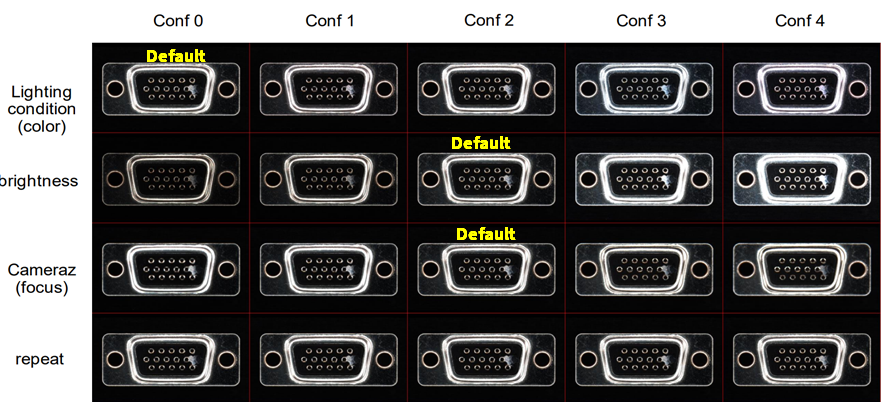 Conf 0 Conf 1 Conf 2 Conf 3 Conf 4
Default
Lighting
condition
(color)
Default
brightness
Default
Cameraz
(focus)
repeat